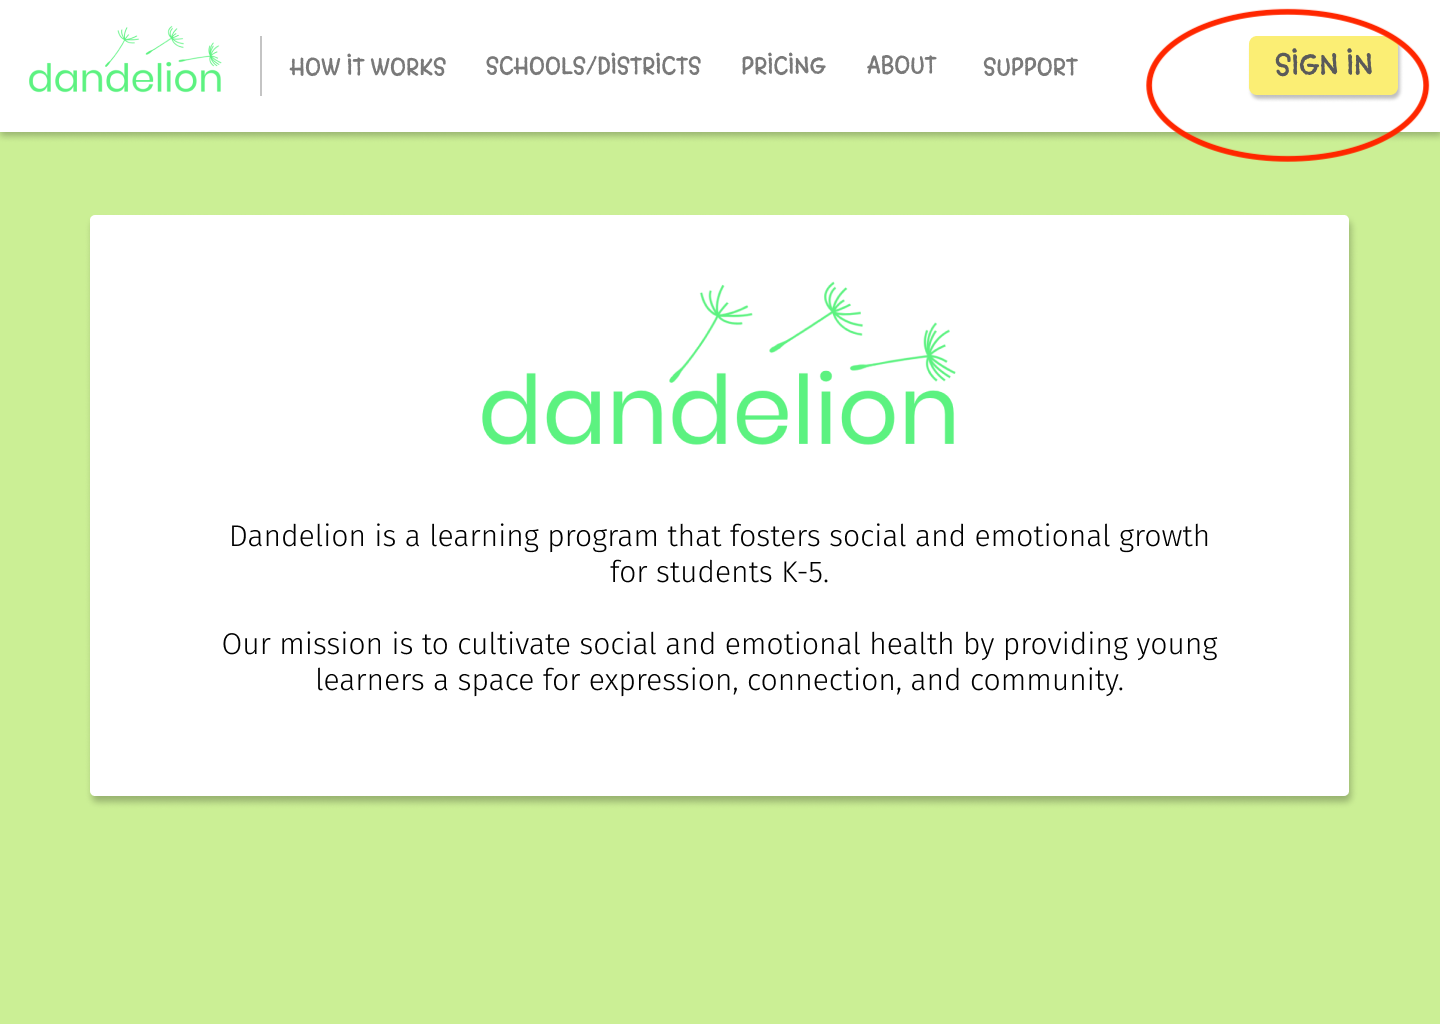 dandelion
HOW IT WORKS SCHOOLS/DISTRICTS PRICING ABOUT SUPPORT SIGN IN
dandelion
Dandelion is a learning program that fosters social and emotional growth
for students K-5.
Our mission is to cultivate social and emotional health by providing young
learners a space for expression, connection, and community.